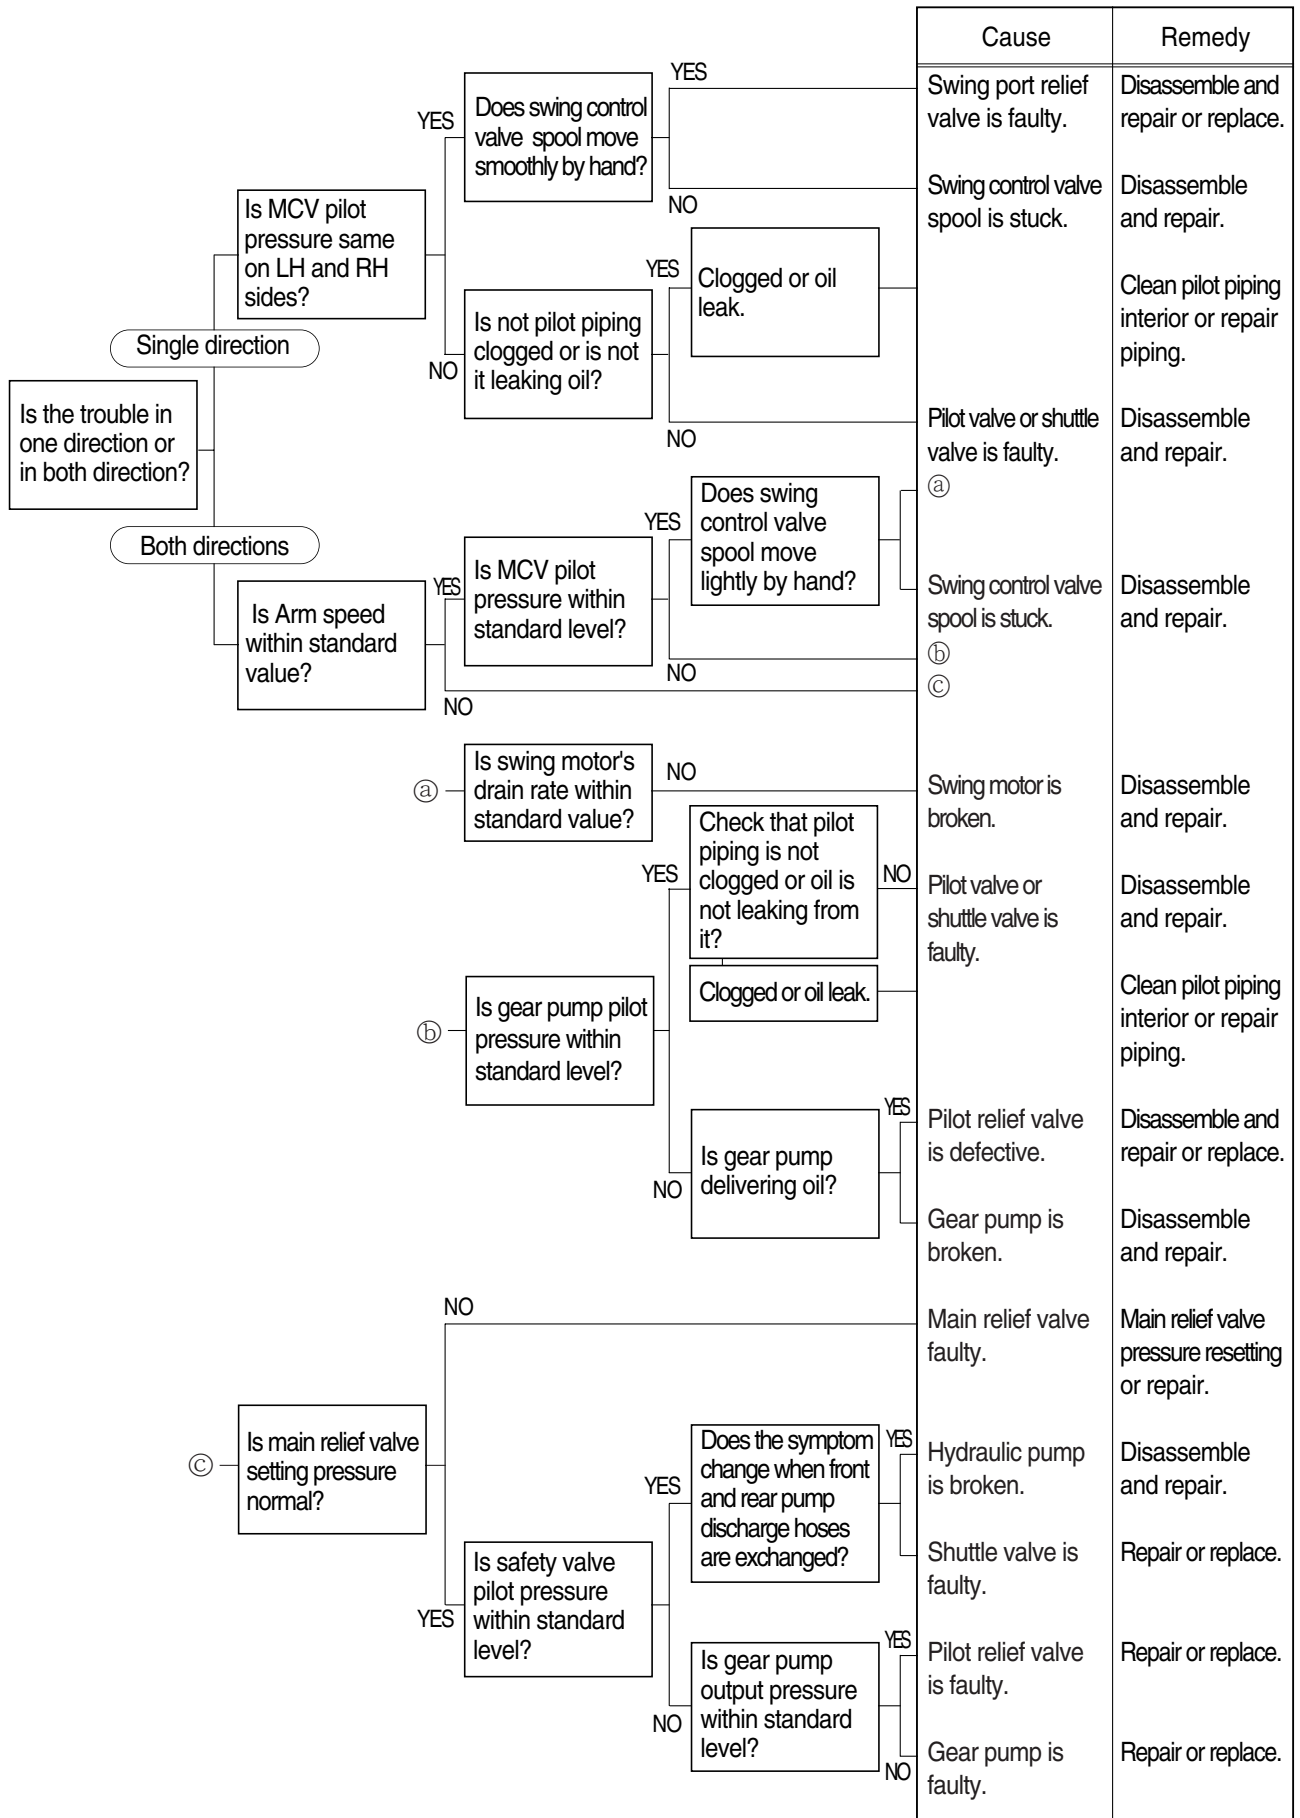 Cause
Remedy
YES
Does swing control
valve spool move
smoothly by hand?
YES
Swing port relief
valve is faulty.
Disassemble and
repair or replace.
NO
Swing control valve
spool is stuck.
Disassemble
and repair.
Is MCV pilot
pressure same
on LH and RH
sides?
NO
Is not pilot piping
clogged or is not
it leaking oil?
YES
Clogged or oil
leak.
Clean pilot piping
interior or repair
piping.
NO
Pilot valve or shuttle
valve is faulty.
Disassemble
and repair.
Single direction
Is the trouble in
one direction or
in both direction?
Both directions
Is Arm speed
within standard
value?
YES
Is MCV pilot
pressure within
standard level?
YES
Does swing
control valve
spool move
lightly by hand?
ⓐ
Swing control valve
spool is stuck.
Disassemble
and repair.
NO
ⓑ
NO
ⓒ
ⓐ
Is swing motor's
drain rate within
standard value?
NO
Swing motor is
broken.
Disassemble
and repair.
ⓑ
Is gear pump pilot
pressure within
standard level?
YES
Check that pilot
piping is not
clogged or oil is
not leaking from
it?
NO
Pilot valve or
shuttle valve is
faulty.
Disassemble
and repair.
Clogged or oil leak.
Clean pilot piping
interior or repair
piping.
NO
Is gear pump
delivering oil?
YES
Pilot relief valve
is defective.
Disassemble and
repair or replace.
Gear pump is
broken.
Disassemble
and repair.
ⓒ
Is main relief valve
setting pressure
normal?
NO
Main relief valve
faulty.
Main relief valve
pressure resetting
or repair.
YES
Is safety valve
pilot pressure
within standard
level?
YES
Does the symptom
change when front
and rear pump
discharge hoses
are exchanged?
YES
Hydraulic pump
is broken.
Disassemble
and repair.
Shuttle valve is
faulty.
Repair or replace.
NO
Is gear pump
output pressure
within standard
level?
YES
Pilot relief valve
is faulty.
Repair or replace.
NO
Gear pump is
faulty.
Repair or replace.